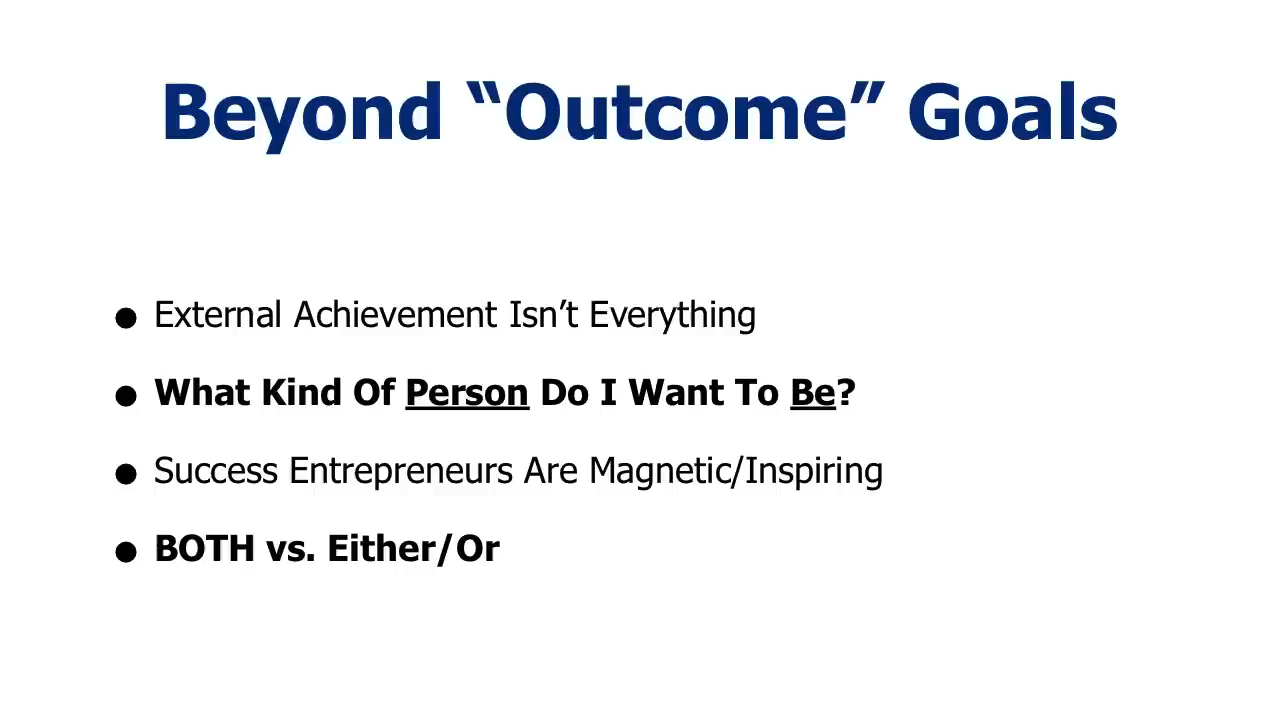 Beyond “Outcome” Goals
● External Achievement Isn’t Everything
● What Kind Of Person Do I Want To Be?
● Success Entrepreneurs Are Magnetic/Inspiring
● BOTH vs. Either/Or